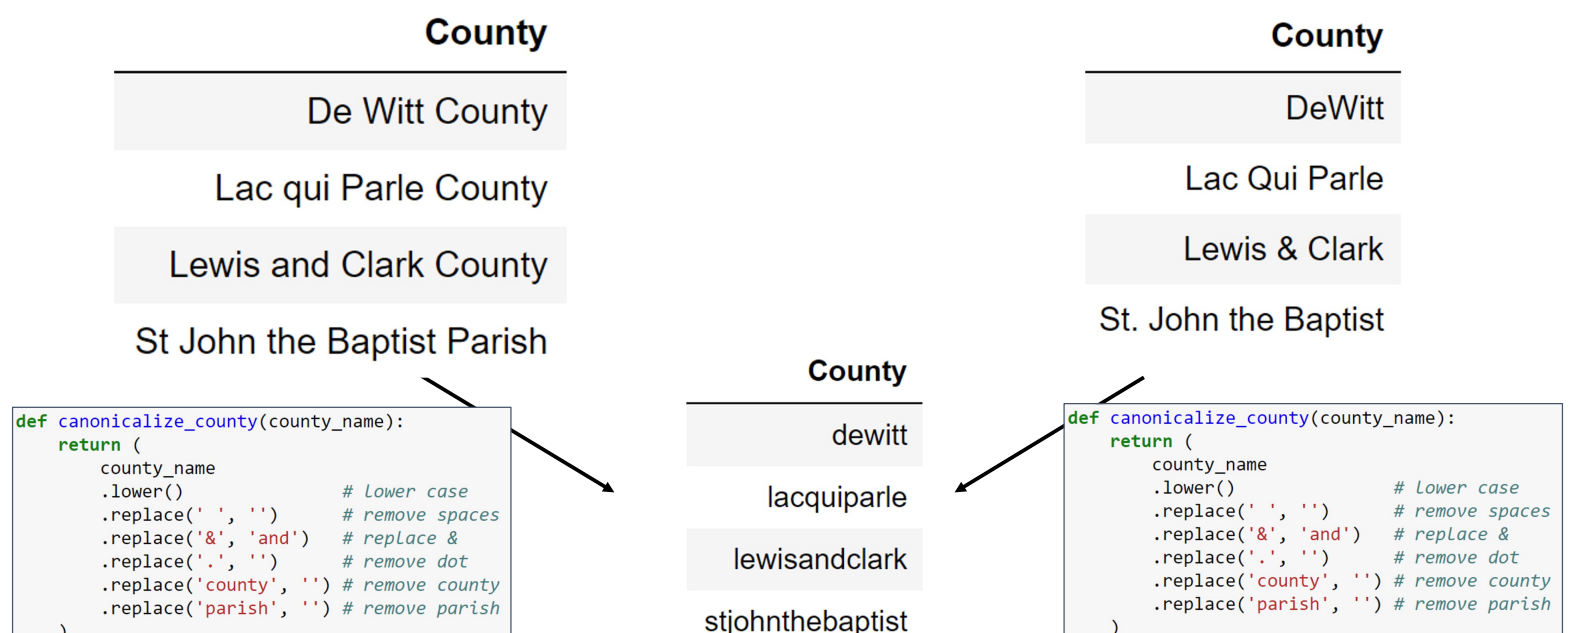 County
De Witt County
Lac qui Parle County
Lewis and Clark County
St John the Baptist Parish
County
DeWitt
Lac Qui Parle
Lewis & Clark
St. John the Baptist
def canonicalize_county(county_name):
    return (
        county_name
        .lower()               # lower case
        .replace(' ', '')      # remove spaces
        .replace('&', 'and')   # replace &
        .replace('.', '')      # remove dot
        .replace('county', '') # remove county
        .replace('parish', '') # remove parish
    )
County
dewitt
lacquiparle
lewisandclark
stjohnthebaptist
def canonicalize_county(county_name):
    return (
        county_name
        .lower()               # lower case
        .replace(' ', '')      # remove spaces
        .replace('&', 'and')   # replace &
        .replace('.', '')      # remove dot
        .replace('county', '') # remove county
        .replace('parish', '') # remove parish
    )